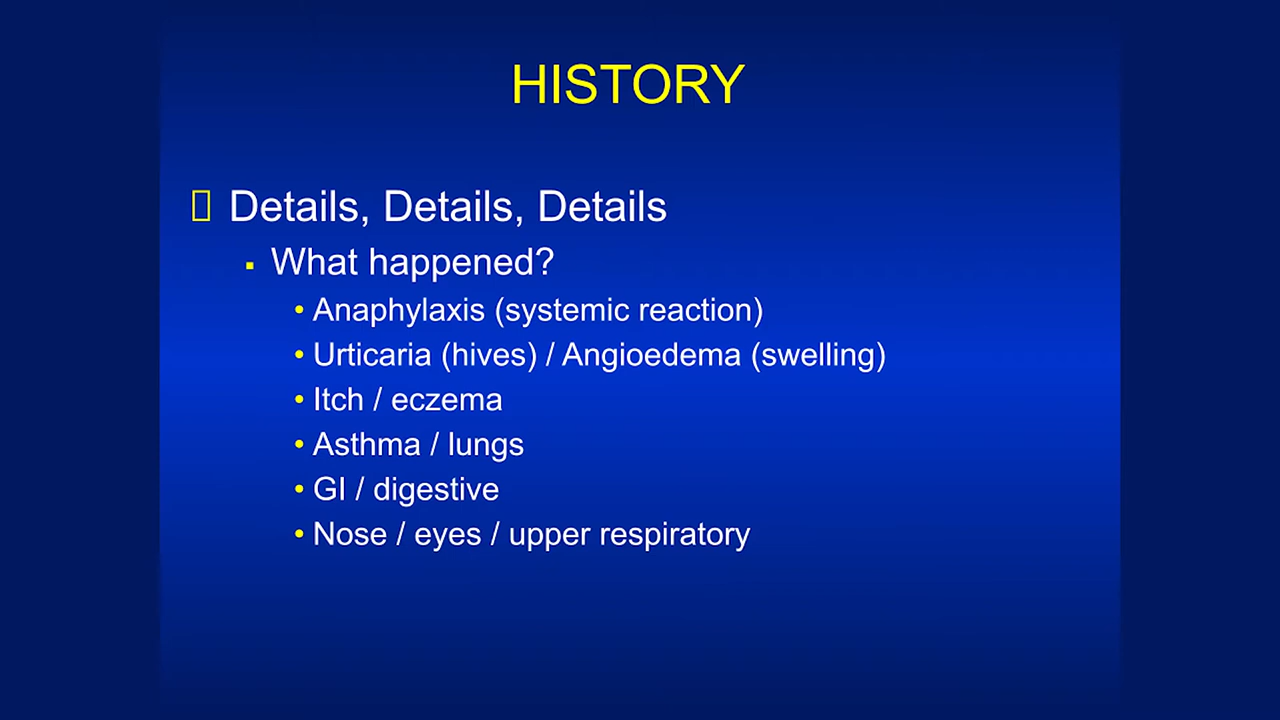 HISTORY
Details, Details, Details
▪ What happened?
• Anaphylaxis (systemic reaction)
• Urticaria (hives) / Angioedema (swelling)
• Itch / eczema
• Asthma / lungs
• GI / digestive
• Nose / eyes / upper respiratory